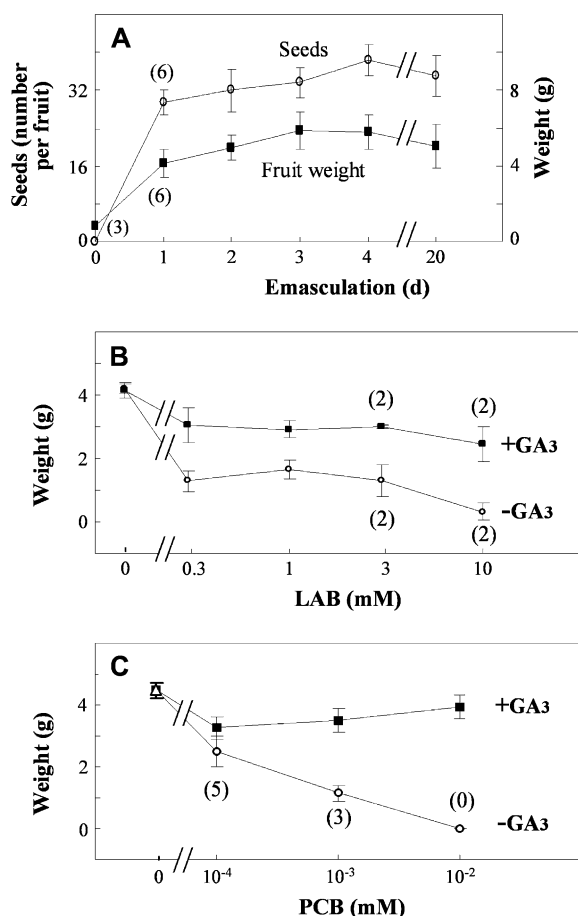 A
Seeds
(6)
Seeds (number
per fruit)
32
16
0
Weight (g)
8
4
0
Fruit weight
(6)
(3)
0 1 2 3 4 20
Emasculation (d)
B
Weight (g)
4
2
0
(2) (2)
+GA3
-GA3
(2) (2)
0 0.3 1 3 10
LAB (mM)
C
Weight (g)
4
2
0
+GA3
(5) (3) (0)
-GA3
0 10-4 10-3 10-2
PCB (mM)